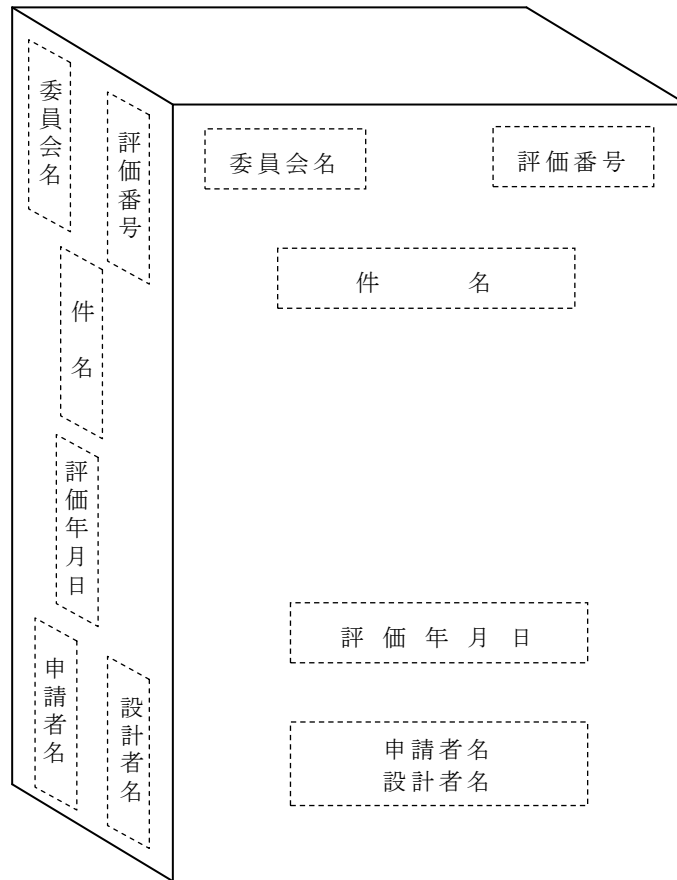 委員会名
評価番号
件名
評価年月日
申請者名
設計者名
委員会名
評価番号
件名
評価年月日
申請者名
設計者名